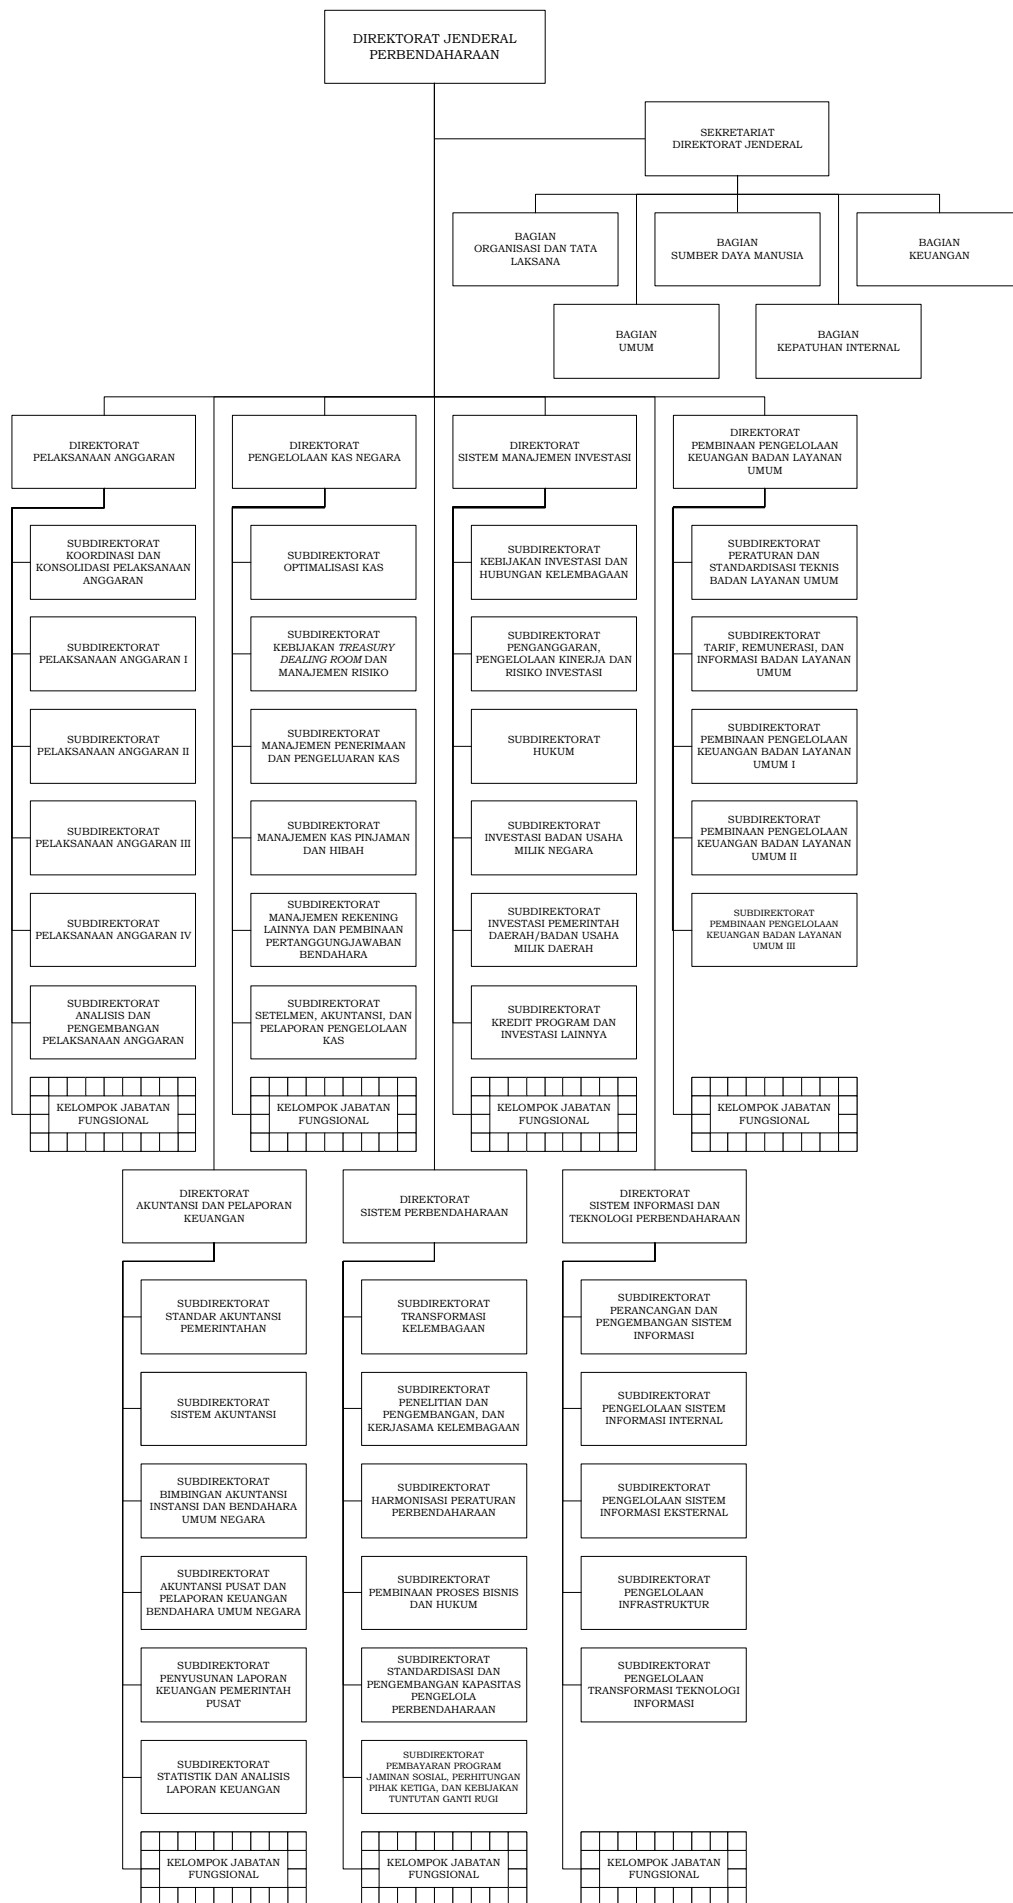 DIREKTORAT JENDERAL
PERBENDAHARAAN
SEKRETARIAT
DIREKTORAT JENDERAL
BAGIAN
ORGANISASI DAN TATA
LAKSANA
BAGIAN
SUMBER DAYA MANUSIA
BAGIAN
KEUANGAN
BAGIAN
UMUM
BAGIAN
KEPATUHAN INTERNAL
DIREKTORAT
PELAKSANAAN ANGGARAN
DIREKTORAT
PENGELOLAAN KAS NEGARA
DIREKTORAT
SISTEM MANAJEMEN INVESTASI
DIREKTORAT
PEMBINAAN PENGELOLAAN
KEUANGAN BADAN LAYANAN
UMUM
SUBDIREKTORAT
KOORDINASI DAN
KONSOLIDASI PELAKSANAAN
ANGGARAN
SUBDIREKTORAT
OPTIMALISASI KAS
SUBDIREKTORAT
KEBIJAKAN INVESTASI DAN
HUBUNGAN KELEMBAGAAN
SUBDIREKTORAT
PERATURAN DAN
STANDARDISASI TEKNIS
BADAN LAYANAN UMUM
SUBDIREKTORAT
PELAKSANAAN ANGGARAN I
SUBDIREKTORAT
KEBIJAKAN TREASURY
DEALING ROOM DAN
MANAJEMEN RISIKO
SUBDIREKTORAT
PENGANGGARAN,
PENGELOLAAN KINERJA DAN
RISIKO INVESTASI
SUBDIREKTORAT
TARIF, REMUNERASI, DAN
INFORMASI BADAN LAYANAN
UMUM
SUBDIREKTORAT
PELAKSANAAN ANGGARAN II
SUBDIREKTORAT
MANAJEMEN PENERIMAAN
DAN PENGELUARAN KAS
SUBDIREKTORAT
HUKUM
SUBDIREKTORAT
PEMBINAAN PENGELOLAAN
KEUANGAN BADAN LAYANAN
UMUM I
SUBDIREKTORAT
PELAKSANAAN ANGGARAN III
SUBDIREKTORAT
MANAJEMEN KAS PINJAMAN
DAN HIBAH
SUBDIREKTORAT
INVESTASI BADAN USAHA
MILIK NEGARA
SUBDIREKTORAT
PEMBINAAN PENGELOLAAN
KEUANGAN BADAN LAYANAN
UMUM II
SUBDIREKTORAT
PELAKSANAAN ANGGARAN IV
SUBDIREKTORAT
MANAJEMEN REKENING
LAINNYA DAN PEMBINAAN
PERTANGGUNGJAWABAN
BENDAHARA
SUBDIREKTORAT
INVESTASI PEMERINTAH
DAERAH/BADAN USAHA
MILIK DAERAH
SUBDIREKTORAT
PEMBINAAN PENGELOLAAN
KEUANGAN BADAN LAYANAN
UMUM III
SUBDIREKTORAT
ANALISIS DAN
PENGEMBANGAN
PELAKSANAAN ANGGARAN
SUBDIREKTORAT
SETELMEN, AKUNTANSI, DAN
PELAPORAN PENGELOLAAN
KAS
SUBDIREKTORAT
KREDIT PROGRAM DAN
INVESTASI LAINNYA
KELOMPOK JABATAN
FUNGSIONAL
KELOMPOK JABATAN
FUNGSIONAL
KELOMPOK JABATAN
FUNGSIONAL
KELOMPOK JABATAN
FUNGSIONAL
DIREKTORAT
AKUNTANSI DAN PELAPORAN
KEUANGAN
DIREKTORAT
SISTEM PERBENDAHARAAN
DIREKTORAT
SISTEM INFORMASI DAN
TEKNOLOGI PERBENDAHARAAN
SUBDIREKTORAT
STANDAR AKUNTANSI
PEMERINTAHAN
SUBDIREKTORAT
TRANSFORMASI
KELEMBAGAAN
SUBDIREKTORAT
PERANCANGAN DAN
PENGEMBANGAN SISTEM
INFORMASI
SUBDIREKTORAT
SISTEM AKUNTANSI
SUBDIREKTORAT
PENELITIAN DAN
PENGEMBANGAN, DAN
KERJASAMA KELEMBAGAAN
SUBDIREKTORAT
PENGELOLAAN SISTEM
INFORMASI INTERNAL
SUBDIREKTORAT
BIMBINGAN AKUNTANSI
INSTANSI DAN BENDAHARA
UMUM NEGARA
SUBDIREKTORAT
HARMONISASI PERATURAN
PERBENDAHARAAN
SUBDIREKTORAT
PENGELOLAAN SISTEM
INFORMASI EKSTERNAL
SUBDIREKTORAT
AKUNTANSI PUSAT DAN
PELAPORAN KEUANGAN
BENDAHARA UMUM NEGARA
SUBDIREKTORAT
PEMBINAAN PROSES BISNIS
DAN HUKUM
SUBDIREKTORAT
PENGELOLAAN
INFRASTRUKTUR
SUBDIREKTORAT
PENYUSUNAN LAPORAN
KEUANGAN PEMERINTAH
PUSAT
SUBDIREKTORAT
STANDARDISASI DAN
PENGEMBANGAN KAPASITAS
PENGELOLA
PERBENDAHARAAN
SUBDIREKTORAT
PENGELOLAAN
TRANSFORMASI TEKNOLOGI
INFORMASI
SUBDIREKTORAT
STATISTIK DAN ANALISIS
LAPORAN KEUANGAN
SUBDIREKTORAT
PEMBAYARAN PROGRAM
JAMINAN SOSIAL, PERHITUNGAN
PIHAK KETIGA, DAN KEBIJAKAN
TUNTUTAN GANTI RUGI
KELOMPOK JABATAN
FUNGSIONAL
KELOMPOK JABATAN
FUNGSIONAL
KELOMPOK JABATAN
FUNGSIONAL